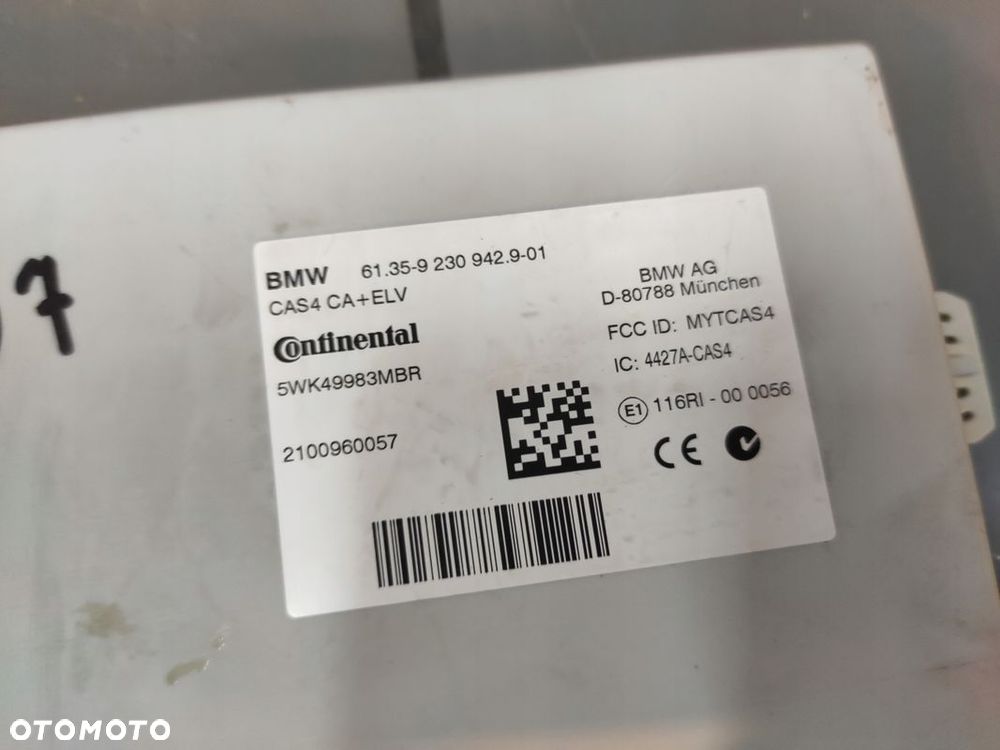 7
BMW 61.35-9 230 942.9-01
CAS4 CA+ELV
Continental
5WK49983MBR
2100960057
BMW AG
D-80788 München
FCC ID: MYTCAS4
IC: 4427A-CAS4
E1 116RI - 00 0056
CE
OTOMOTO